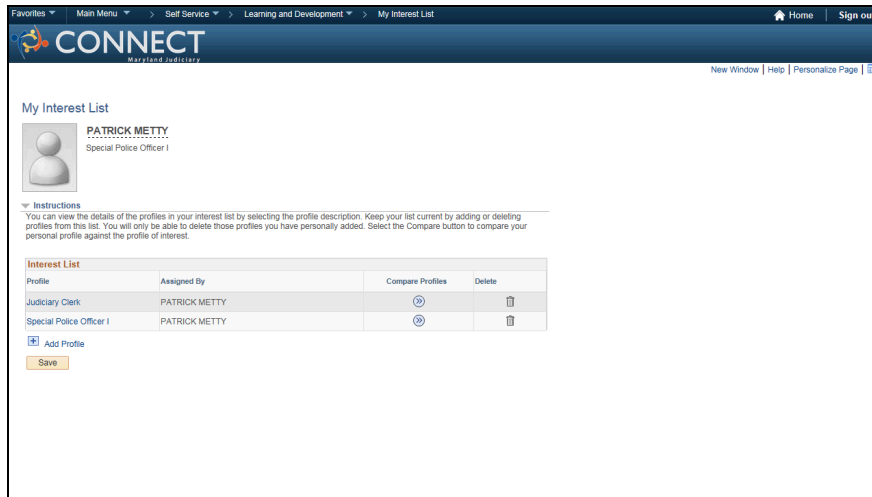 Favorites Main Menu > Self Service > Learning and Development > My Interest List Home Sign ou
CONNECT
Maryland Judiciary
New Window | Help | Personalize Page |
My Interest List
PATRICK METTY
Special Police Officer I
Instructions
You can view the details of the profiles in your interest list by selecting the profile description. Keep your list current by adding or deleting
profiles from this list. You will only be able to delete those profiles you have personally added. Select the Compare button to compare your
personal profile against the profile of interest.
Interest List
Profile Assigned By Compare Profiles Delete
Judiciary Clerk PATRICK METTY
Special Police Officer I PATRICK METTY
Add Profile
Save